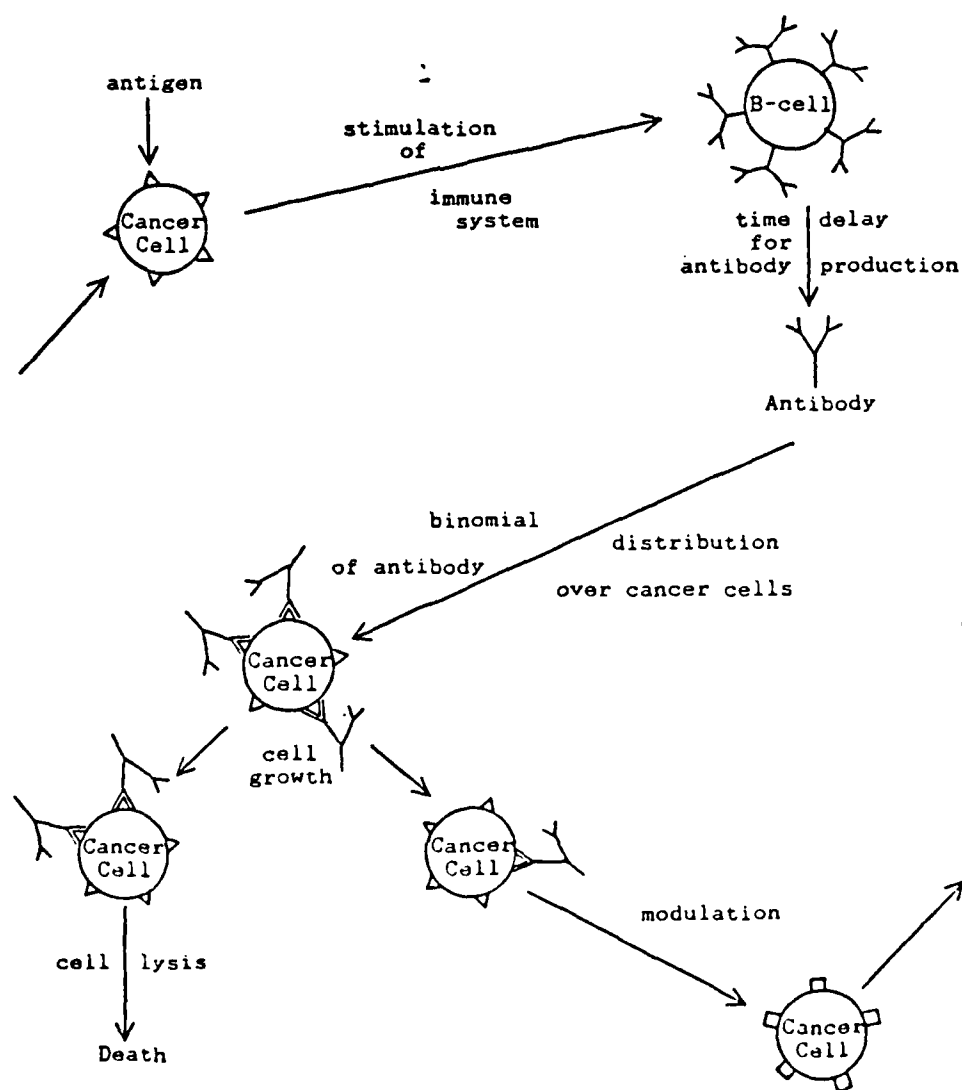 antigen
Cancer
Cell
stimulation
of
immune
system
B-cell
time delay
for
antibody production
Antibody
binomial
distribution
of antibody
over cancer cells
Cancer
Cell
cell
growth
Cancer
Cell
Cancer
Cell
modulation
cell lysis
Death
Cancer
Cell